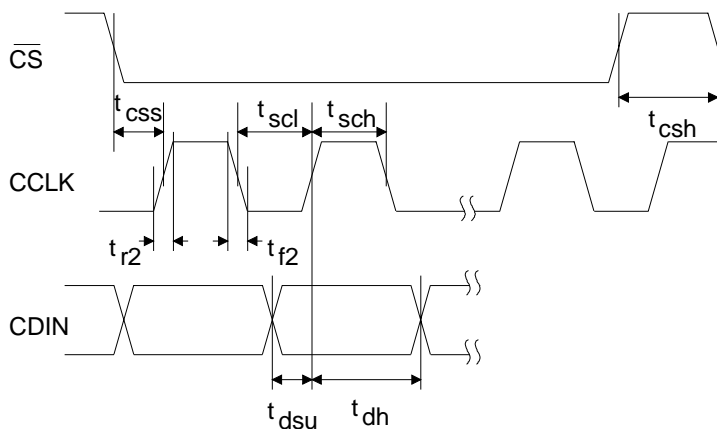 CS
t css
t scl
t sch
t csh
CCLK
t r2
t f2
CDIN
t dsu
t dh